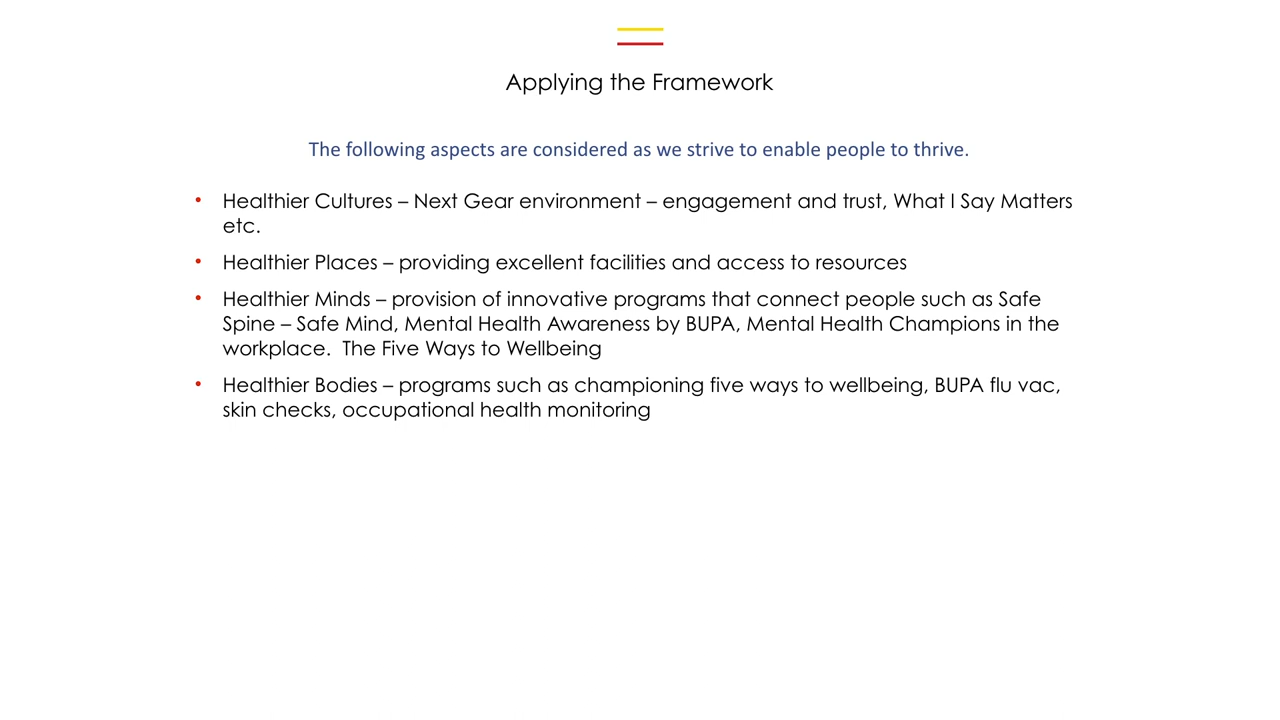 Applying the Framework
The following aspects are considered as we strive to enable people to thrive.
• Healthier Cultures – Next Gear environment – engagement and trust, What I Say Matters
etc.
• Healthier Places – providing excellent facilities and access to resources
• Healthier Minds – provision of innovative programs that connect people such as Safe
Spine – Safe Mind, Mental Health Awareness by BUPA, Mental Health Champions in the
workplace.  The Five Ways to Wellbeing
• Healthier Bodies – programs such as championing five ways to wellbeing, BUPA flu vac,
skin checks, occupational health monitoring